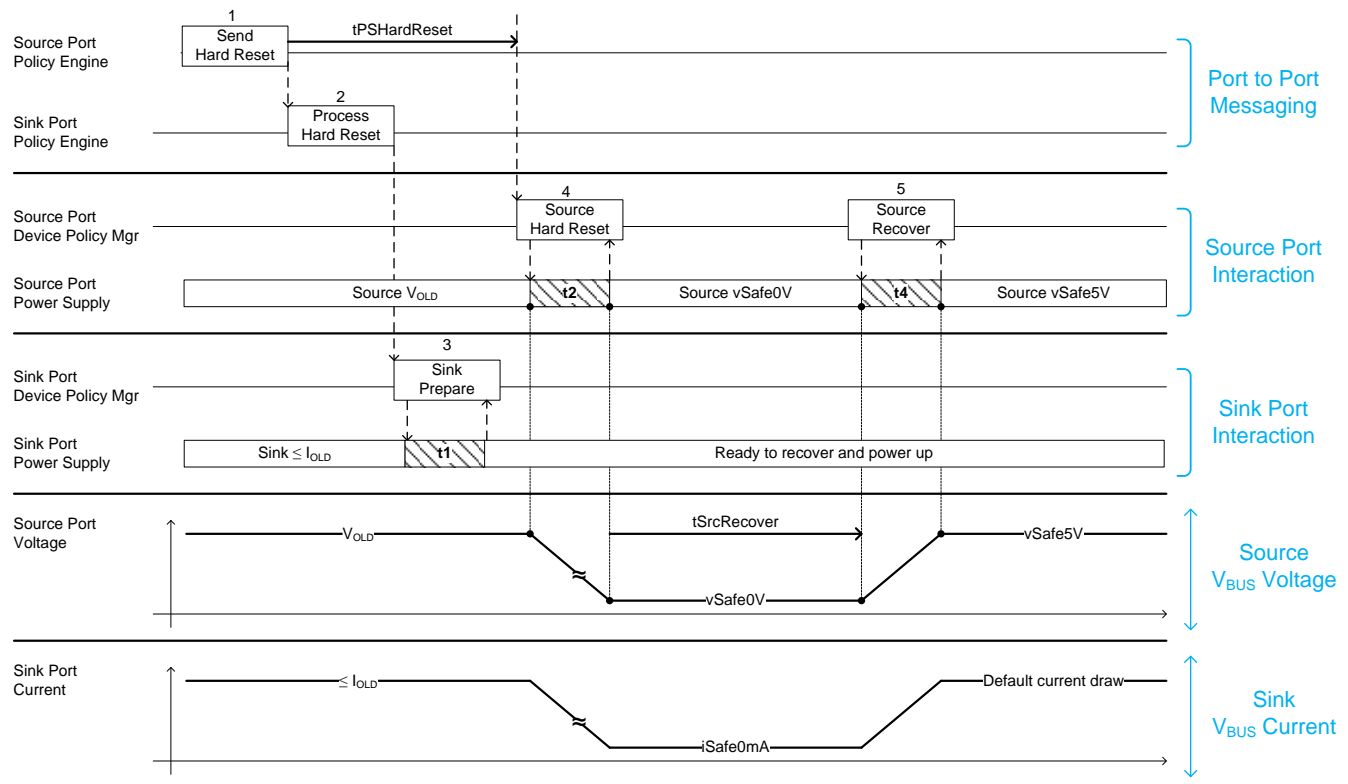 1
Source Port
Policy Engine
Send
Hard Reset
tPSHardReset
Port to Port
Messaging
2
Sink Port
Policy Engine
Process
Hard Reset
Source Port
Device Policy Mgr
4
Source
Hard Reset
5
Source
Recover
Source Port
Interaction
Source Port
Power Supply
Source VOLD
t2
Source vSafe0V
t4
Source vSafe5V
3
Sink Port
Device Policy Mgr
Sink
Prepare
Sink Port
Interaction
Sink Port
Power Supply
Sink ≤ IOLD
t1
Ready to recover and power up
Source Port
Voltage
VOLD
tSrcRecover
vSafe5V
≈
vSafe0V
Source
VBUS Voltage
Sink Port
Current
≤ IOLD
Default current draw
≈
iSafe0mA
Sink
VBUS Current